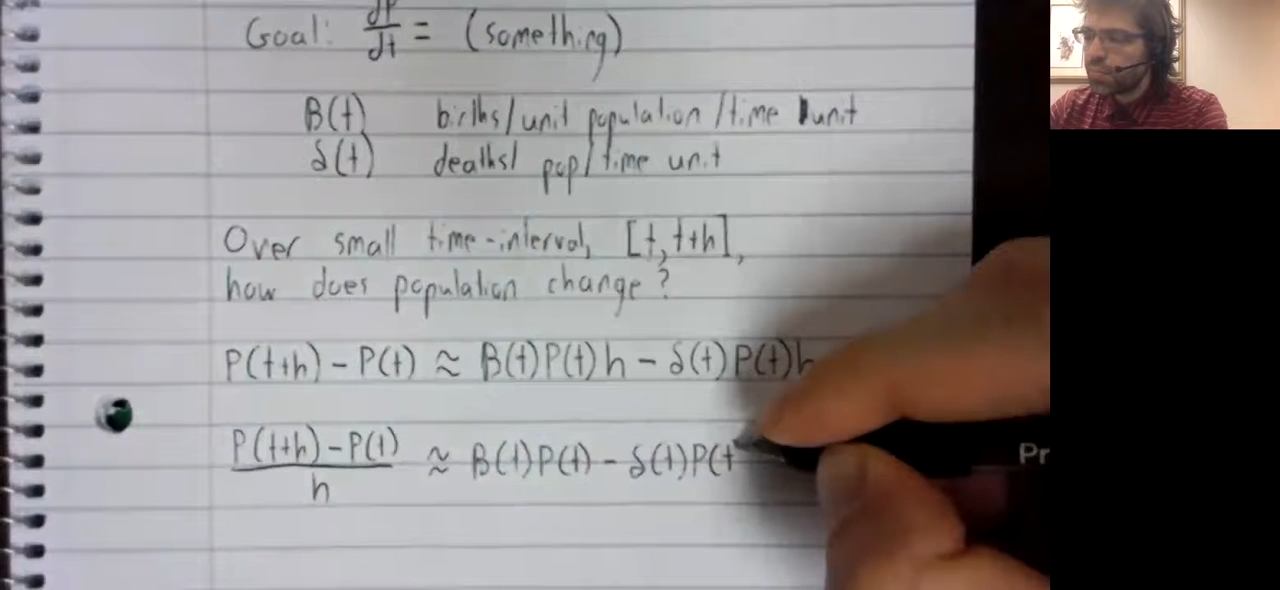 Goal: dP/dt = (something)
B(t) births/unit population/time unit
δ(t) deaths/pop/time unit
Over small time-interval, [t, t+h],
how does population change?
P(t+h) - P(t) ≈ B(t)P(t)h - δ(t)P(t)h
(P(t+h) - P(t))/h ≈ B(t)P(t) - δ(t)P(t
Pr